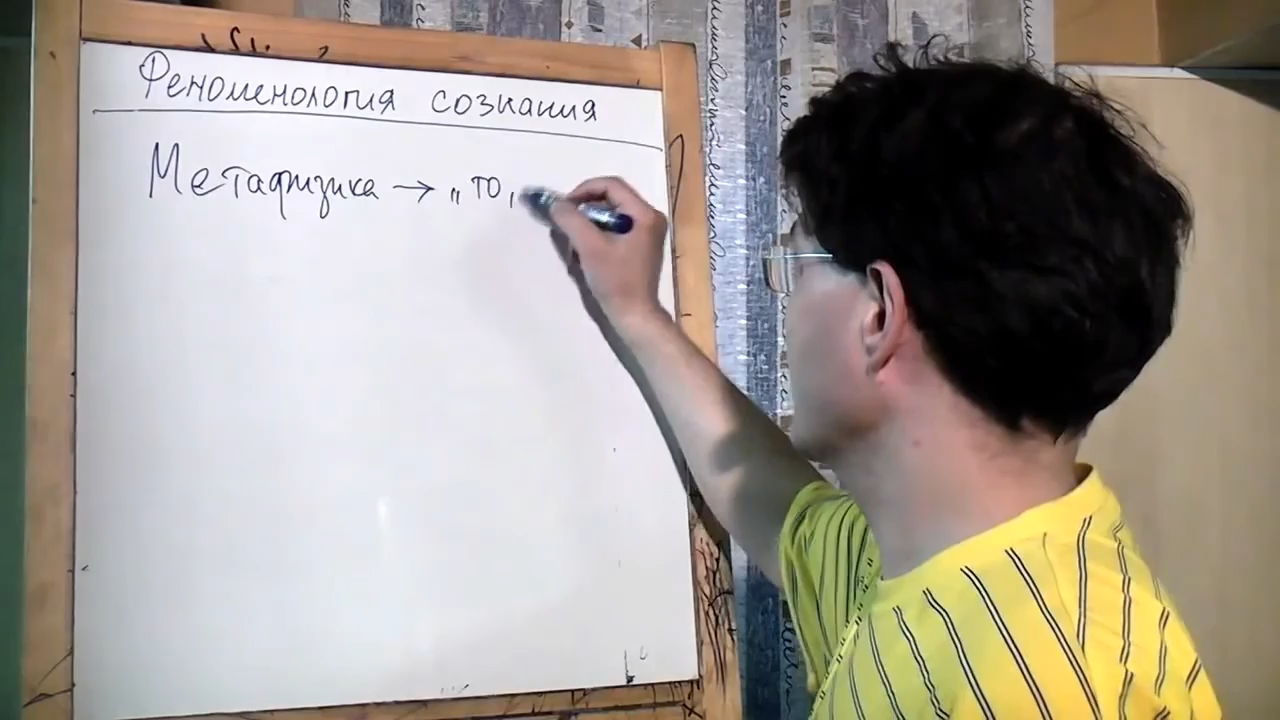 Феноменология сознания
Метафизика → „ то,